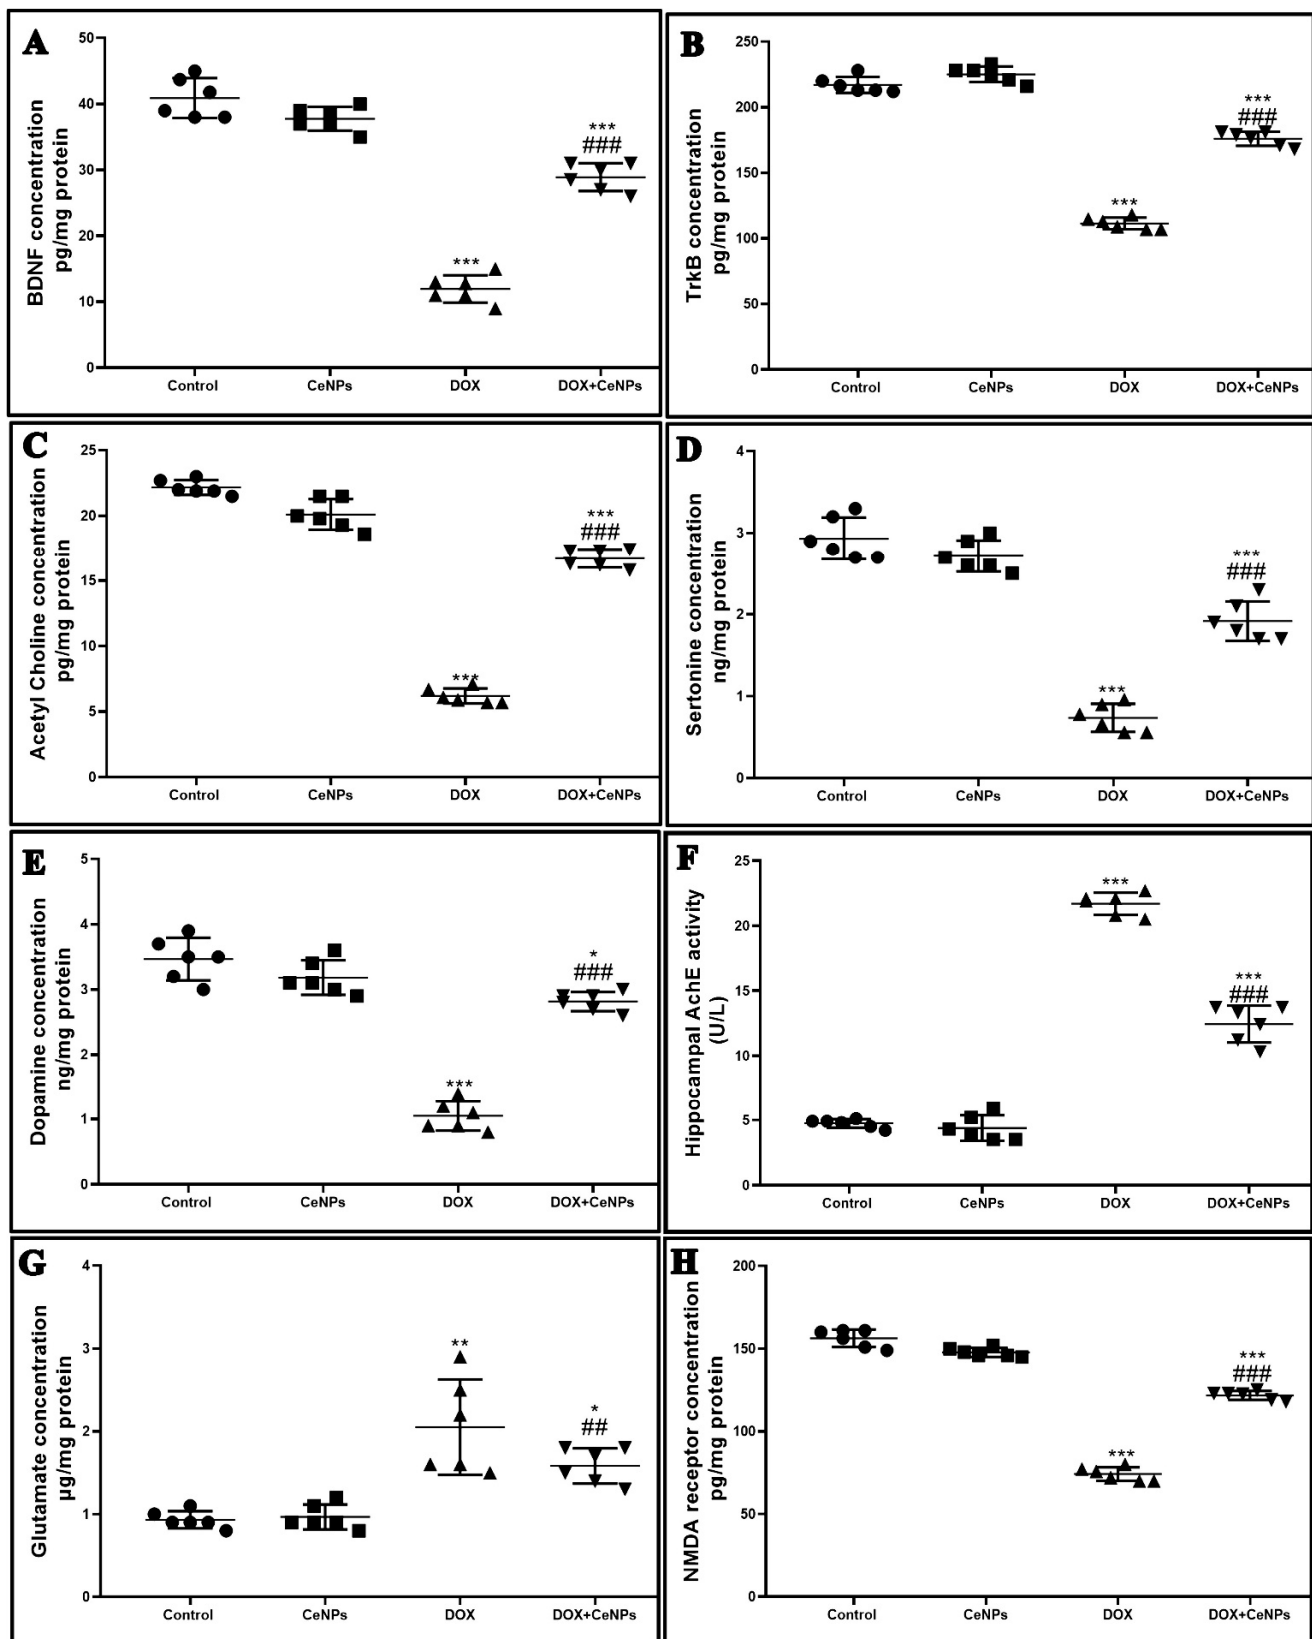 A
BDNF concentration
pg/mg protein
50
40
30
20
10
0
***
***
###
Control
CeNPs
DOX
DOX+CeNPs
B
TrkB concentration
pg/mg protein
250
200
150
100
50
0
***
***
###
Control
CeNPs
DOX
DOX+CeNPs
C
Acetyl Choline concentration
pg/mg protein
25
20
15
10
5
0
***
***
###
Control
CeNPs
DOX
DOX+CeNPs
D
Sertonine concentration
ng/mg protein
4
3
2
1
0
***
***
###
Control
CeNPs
DOX
DOX+CeNPs
E
Dopamine concentration
ng/mg protein
5
4
3
2
1
0
***
*
###
Control
CeNPs
DOX
DOX+CeNPs
F
Hippocampal AchE activity
(U/L)
25
20
15
10
5
0
***
***
###
Control
CeNPs
DOX
DOX+CeNPs
G
Glutamate concentration
µg/mg protein
4
3
2
1
0
**
*
##
Control
CeNPs
DOX
DOX+CeNPs
H
NMDA receptor concentration
pg/mg protein
200
150
100
50
0
***
***
###
Control
CeNPs
DOX
DOX+CeNPs